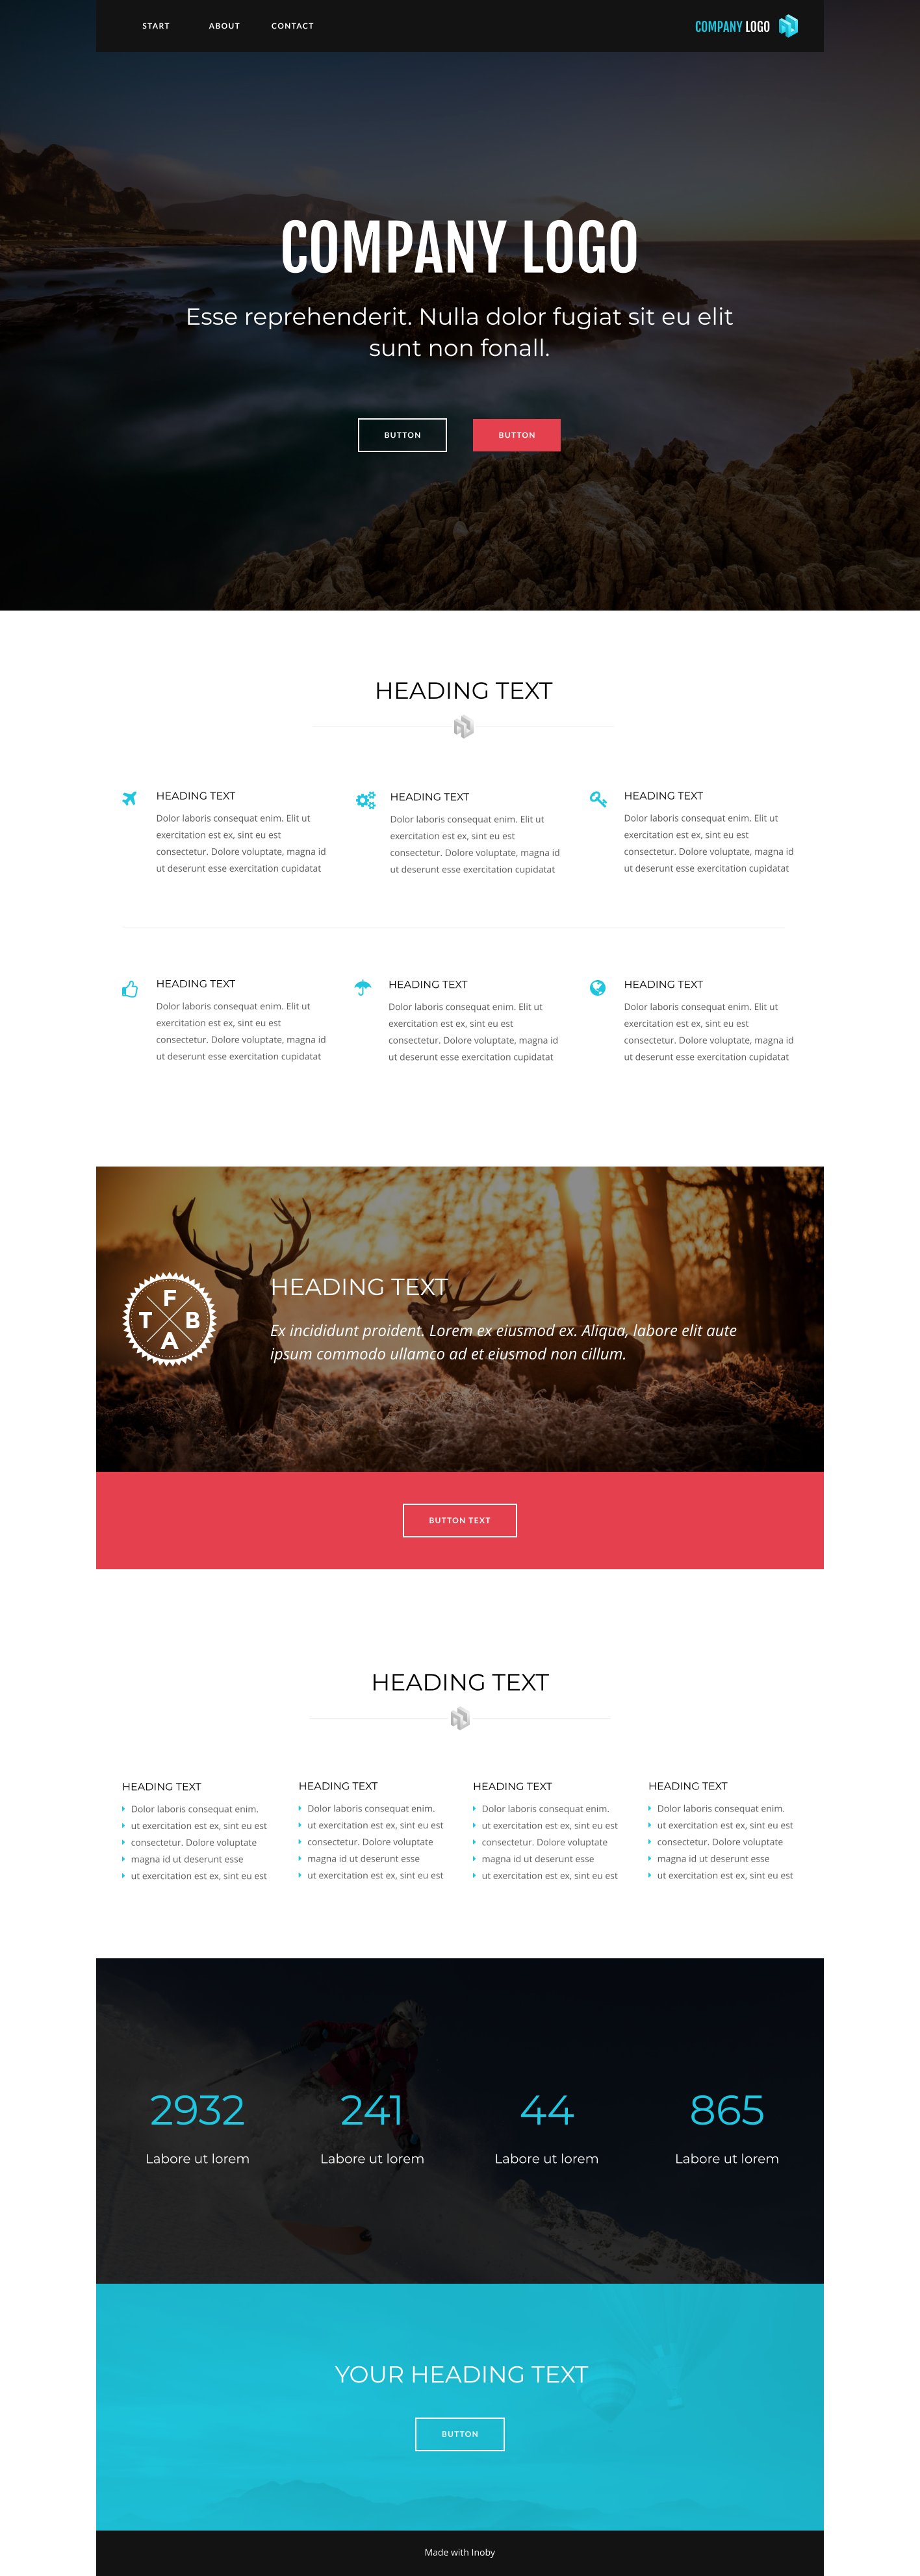 START ABOUT CONTACT COMPANY LOGO
COMPANY LOGO
Esse reprehenderit. Nulla dolor fugiat sit eu elit
sunt non fonall.
BUTTON BUTTON
HEADING TEXT
HEADING TEXT
Dolor laboris consequat enim. Elit ut
exercitation est ex, sint eu est
consectetur. Dolore voluptate, magna id
ut deserunt esse exercitation cupidatat
HEADING TEXT
Dolor laboris consequat enim. Elit ut
exercitation est ex, sint eu est
consectetur. Dolore voluptate, magna id
ut deserunt esse exercitation cupidatat
HEADING TEXT
Dolor laboris consequat enim. Elit ut
exercitation est ex, sint eu est
consectetur. Dolore voluptate, magna id
ut deserunt esse exercitation cupidatat
HEADING TEXT
Dolor laboris consequat enim. Elit ut
exercitation est ex, sint eu est
consectetur. Dolore voluptate, magna id
ut deserunt esse exercitation cupidatat
HEADING TEXT
Dolor laboris consequat enim. Elit ut
exercitation est ex, sint eu est
consectetur. Dolore voluptate, magna id
ut deserunt esse exercitation cupidatat
HEADING TEXT
Dolor laboris consequat enim. Elit ut
exercitation est ex, sint eu est
consectetur. Dolore voluptate, magna id
ut deserunt esse exercitation cupidatat
F
T B
A
HEADING TEXT
Ex incididunt proident. Lorem ex eiusmod ex. Aliqua, labore elit aute
ipsum commodo ullamco ad et eiusmod non cillum.
BUTTON TEXT
HEADING TEXT
HEADING TEXT
Dolor laboris consequat enim.
ut exercitation est ex, sint eu est
consectetur. Dolore voluptate
magna id ut deserunt esse
ut exercitation est ex, sint eu est
HEADING TEXT
Dolor laboris consequat enim.
ut exercitation est ex, sint eu est
consectetur. Dolore voluptate
magna id ut deserunt esse
ut exercitation est ex, sint eu est
HEADING TEXT
Dolor laboris consequat enim.
ut exercitation est ex, sint eu est
consectetur. Dolore voluptate
magna id ut deserunt esse
ut exercitation est ex, sint eu est
HEADING TEXT
Dolor laboris consequat enim.
ut exercitation est ex, sint eu est
consectetur. Dolore voluptate
magna id ut deserunt esse
ut exercitation est ex, sint eu est
2932
Labore ut lorem
241
Labore ut lorem
44
Labore ut lorem
865
Labore ut lorem
YOUR HEADING TEXT
BUTTON
Made with Inoby